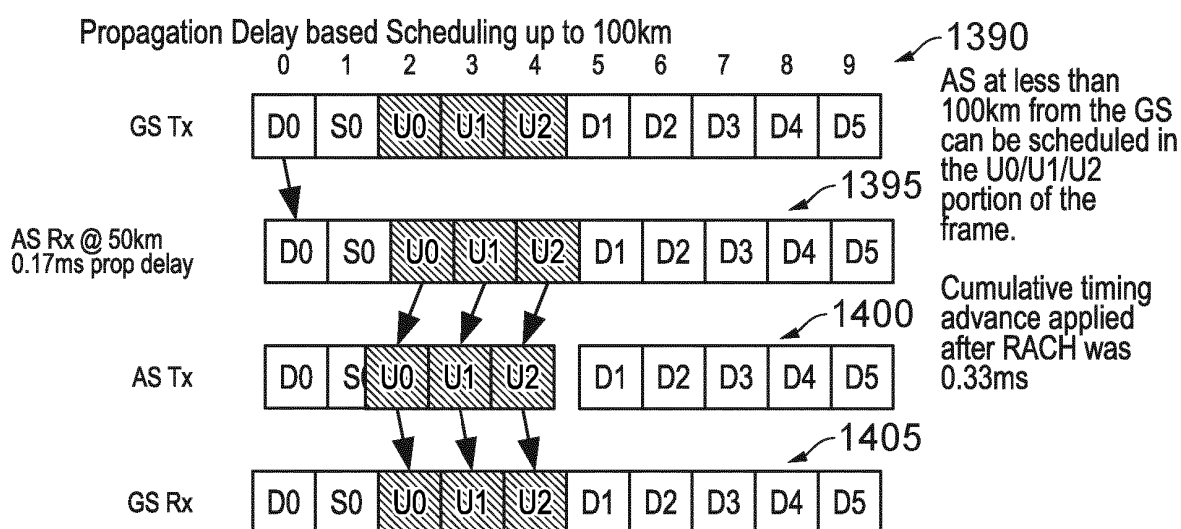 Propagation Delay based Scheduling up to 100km
1390
0 1 2 3 4 5 6 7 8 9
GS Tx D0 S0 U0 U1 U2 D1 D2 D3 D4 D5
AS at less than
100km from the GS
can be scheduled in
the U0/U1/U2
portion of the
frame.
1395
AS Rx @ 50km
0.17ms prop delay
D0 S0 U0 U1 U2 D1 D2 D3 D4 D5
Cumulative timing
advance applied
after RACH was
0.33ms
1400
AS Tx D0 S U0 U1 U2 D1 D2 D3 D4 D5
1405
GS Rx D0 S0 U0 U1 U2 D1 D2 D3 D4 D5